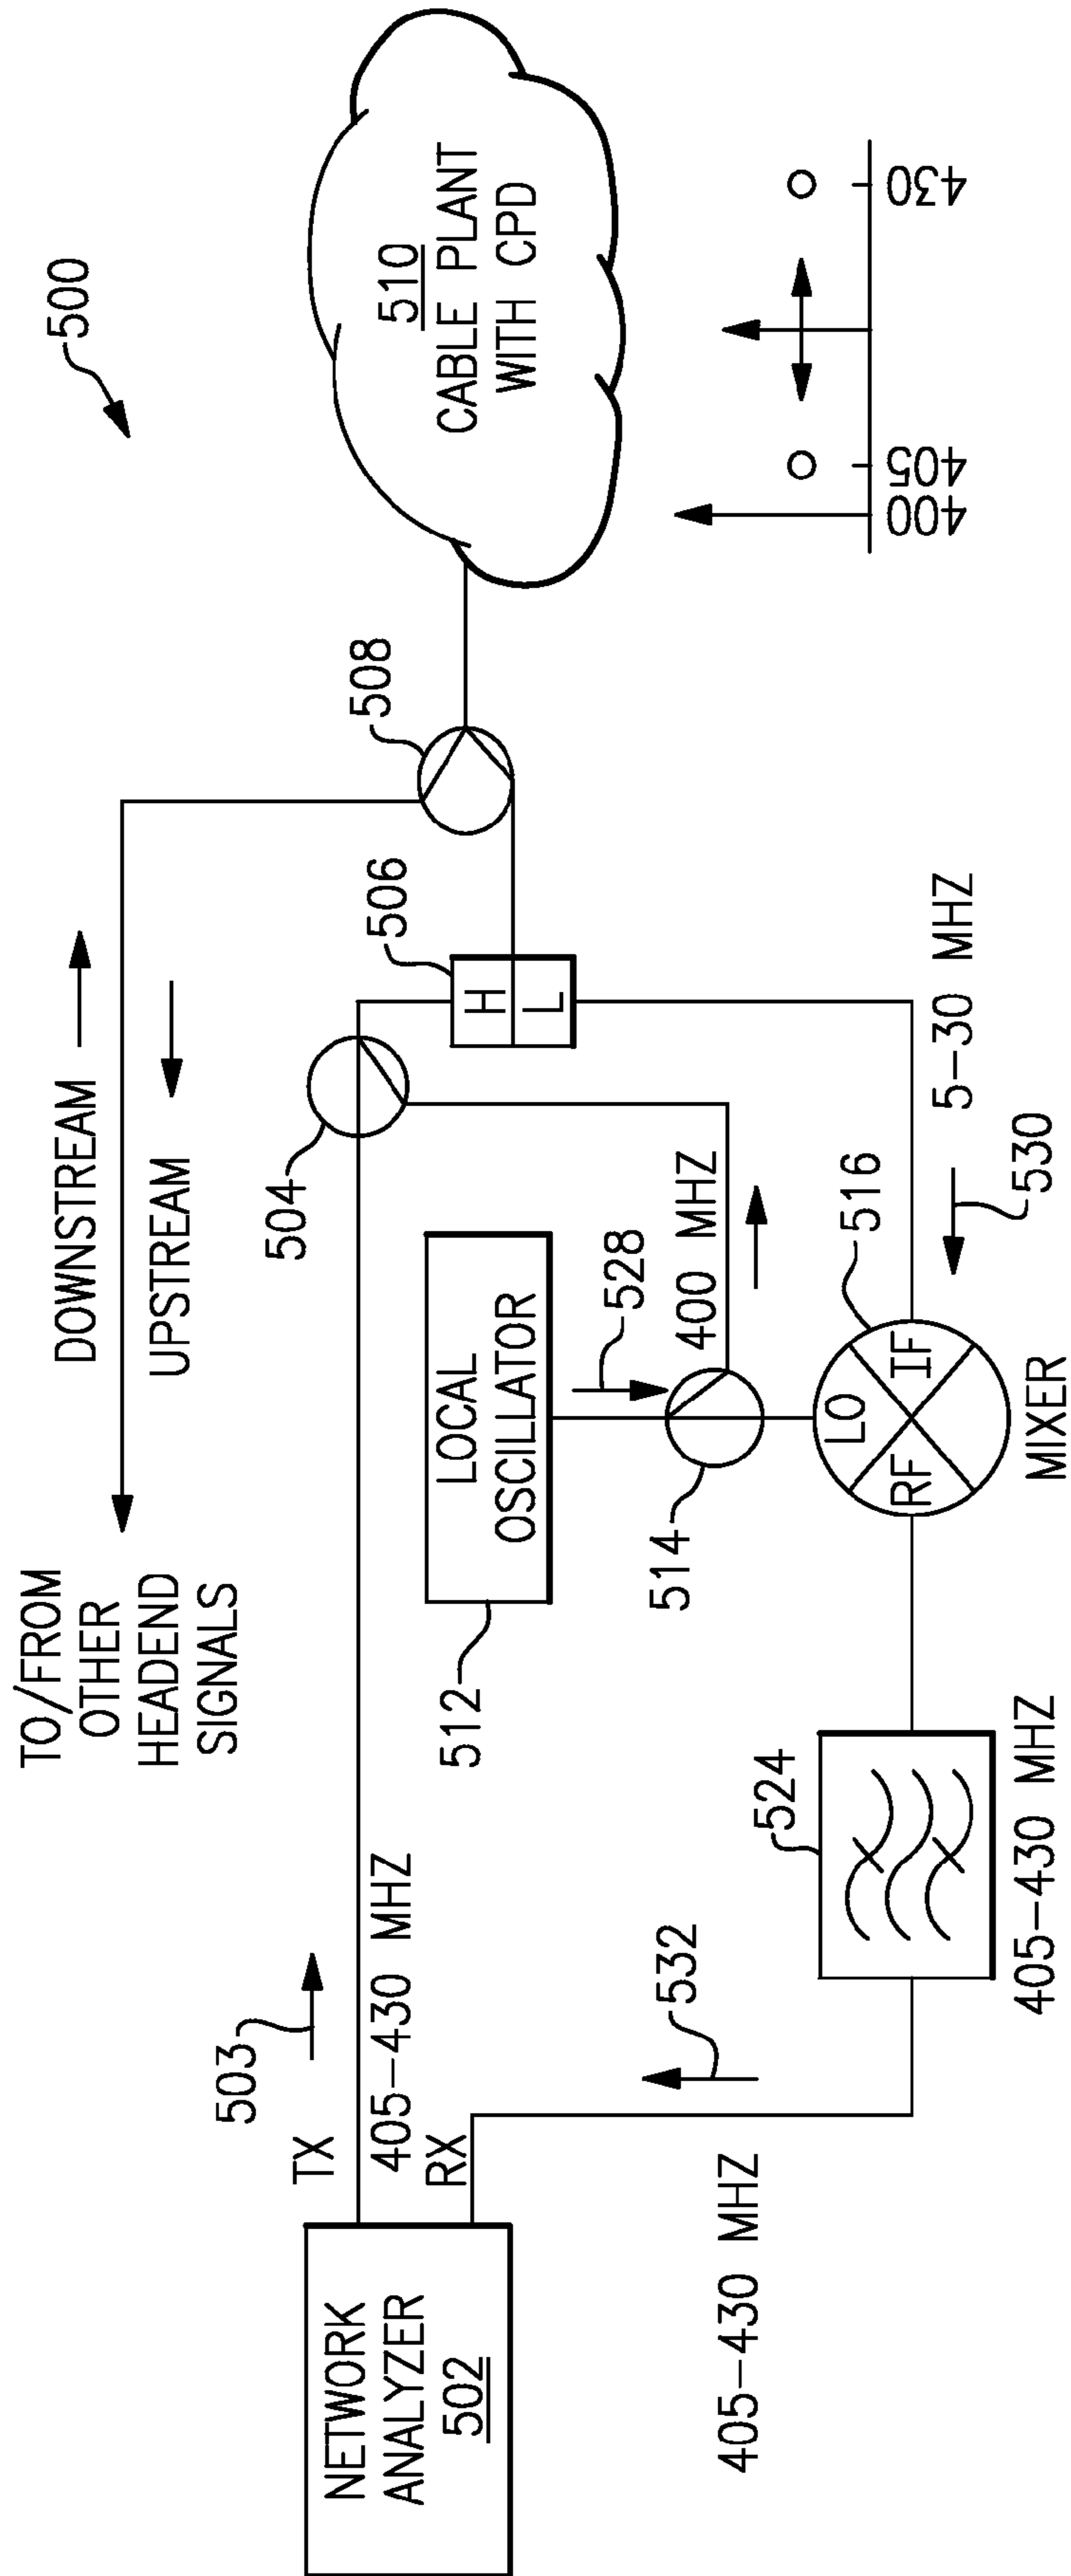 500
TO/FROM
OTHER
HEADEND
SIGNALS
DOWNSTREAM
UPSTREAM
503
TX
405-430 MHZ
RX
NETWORK
ANALYZER
502
504
506
H
L
508
510
CABLE PLANT
WITH CPD
LOCAL
OSCILLATOR
512
528
514
400 MHZ
LO
RF
IF
516
MIXER
5-30 MHZ
530
524
405-430 MHZ
532
405-430 MHZ
400
405
430